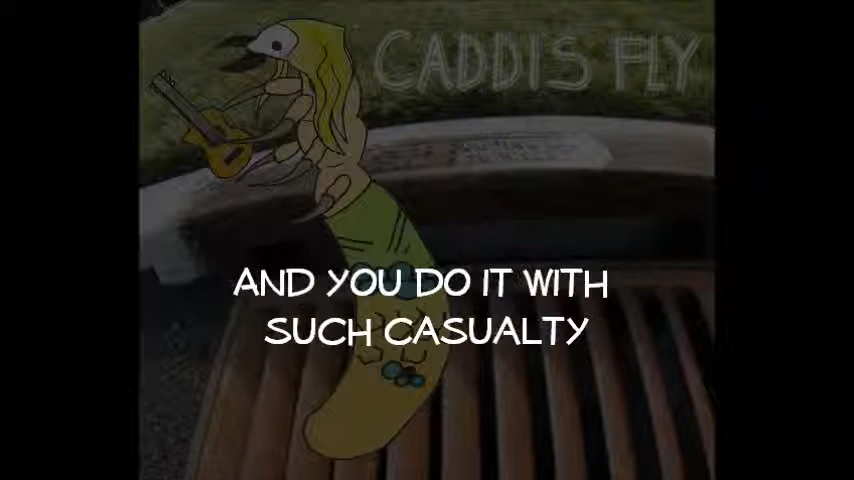 CADDIS FLY
AND YOU DO IT WITH
SUCH CASUALTY